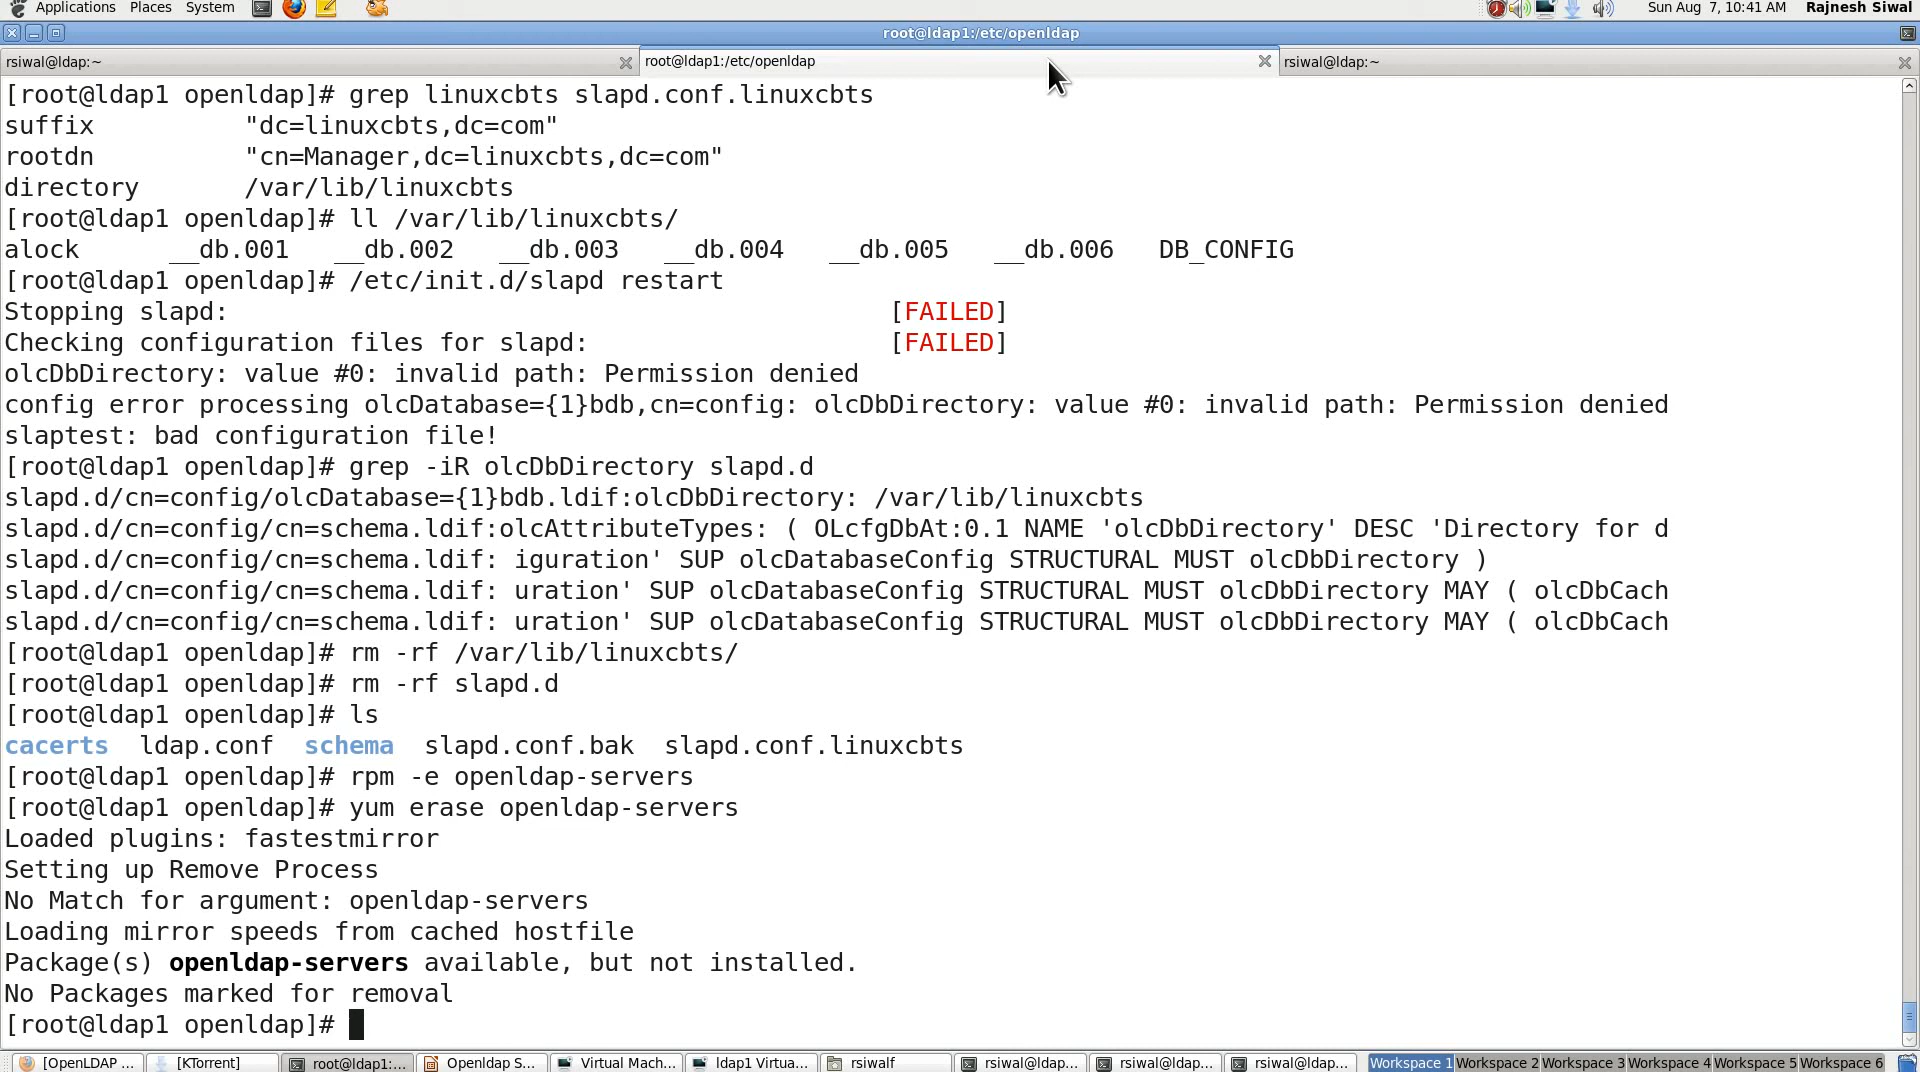 Applications Places System Sun Aug 7, 10:41 AM Rajnesh Siwal
root@ldap1:/etc/openldap
rsiwal@ldap:~ root@ldap1:/etc/openldap rsiwal@ldap:~
[root@ldap1 openldap]# grep linuxcbts slapd.conf.linuxcbts
suffix "dc=linuxcbts,dc=com"
rootdn "cn=Manager,dc=linuxcbts,dc=com"
directory /var/lib/linuxcbts
[root@ldap1 openldap]# ll /var/lib/linuxcbts/
alock __db.001 __db.002 __db.003 __db.004 __db.005 __db.006 DB_CONFIG
[root@ldap1 openldap]# /etc/init.d/slapd restart
Stopping slapd: [FAILED]
Checking configuration files for slapd: [FAILED]
olcDbDirectory: value #0: invalid path: Permission denied
config error processing olcDatabase={1}bdb,cn=config: olcDbDirectory: value #0: invalid path: Permission denied
slaptest: bad configuration file!
[root@ldap1 openldap]# grep -iR olcDbDirectory slapd.d
slapd.d/cn=config/olcDatabase={1}bdb.ldif:olcDbDirectory: /var/lib/linuxcbts
slapd.d/cn=config/cn=schema.ldif:olcAttributeTypes: ( OLcfgDbAt:0.1 NAME 'olcDbDirectory' DESC 'Directory for d
slapd.d/cn=config/cn=schema.ldif: iguration' SUP olcDatabaseConfig STRUCTURAL MUST olcDbDirectory )
slapd.d/cn=config/cn=schema.ldif: uration' SUP olcDatabaseConfig STRUCTURAL MUST olcDbDirectory MAY ( olcDbCach
slapd.d/cn=config/cn=schema.ldif: uration' SUP olcDatabaseConfig STRUCTURAL MUST olcDbDirectory MAY ( olcDbCach
[root@ldap1 openldap]# rm -rf /var/lib/linuxcbts/
[root@ldap1 openldap]# rm -rf slapd.d
[root@ldap1 openldap]# ls
cacerts ldap.conf schema slapd.conf.bak slapd.conf.linuxcbts
[root@ldap1 openldap]# rpm -e openldap-servers
[root@ldap1 openldap]# yum erase openldap-servers
Loaded plugins: fastestmirror
Setting up Remove Process
No Match for argument: openldap-servers
Loading mirror speeds from cached hostfile
Package(s) openldap-servers available, but not installed.
No Packages marked for removal
[root@ldap1 openldap]#
[OpenLDAP ... [KTorrent] root@ldap1:... Openldap S... Virtual Mach... ldap1 Virtua... rsiwalf rsiwal@ldap... rsiwal@ldap... rsiwal@ldap... Workspace 1 Workspace 2 Workspace 3 Workspace 4 Workspace 5 Workspace 6